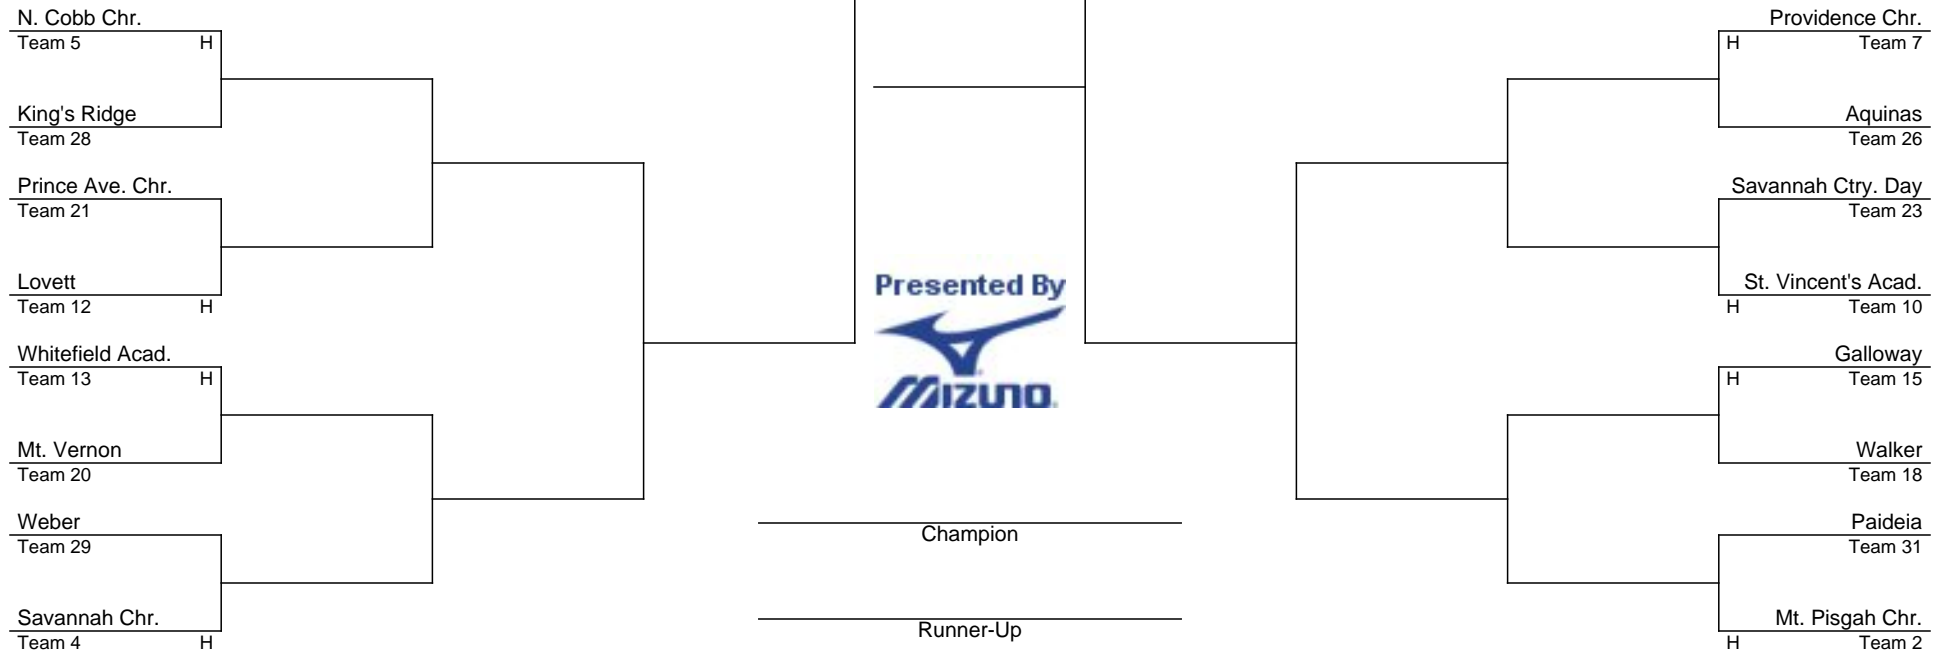 N. Cobb Chr.
Team 5 H
King's Ridge
Team 28
Prince Ave. Chr.
Team 21
Lovett
Team 12 H
Whitefield Acad.
Team 13 H
Mt. Vernon
Team 20
Weber
Team 29
Savannah Chr.
Team 4 H
Presented By
MIZUNO
Champion
Runner-Up
Providence Chr.
H Team 7
Aquinas
Team 26
Savannah Ctry. Day
Team 23
St. Vincent's Acad.
H Team 10
Galloway
H Team 15
Walker
Team 18
Paideia
Team 31
Mt. Pisgah Chr.
H Team 2